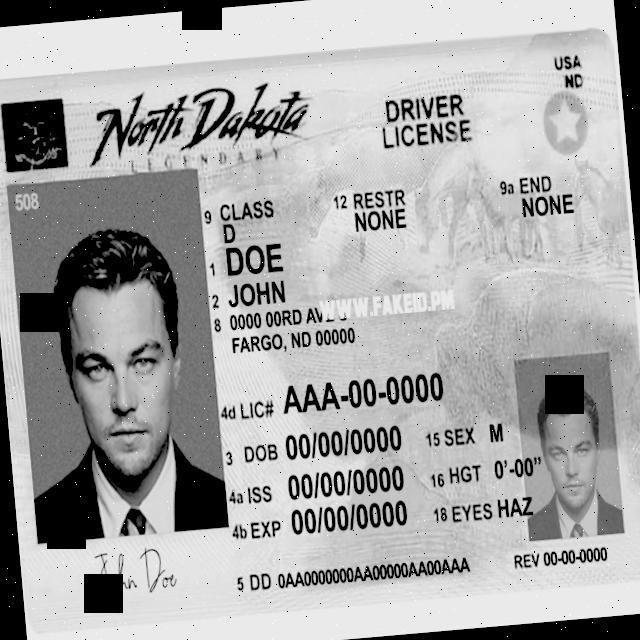 USA
ND
North Dakota
LEGENDARY
DRIVER
LICENSE
508
9 CLASS
D
12 RESTR
NONE
9a END
NONE
1 DOE
2 JOHN
8 0000 00RD AV
WWW.FAKEID.PM
FARGO, ND 00000
4d LIC# AAA-00-0000
3 DOB 00/00/0000
15 SEX M
4a ISS 00/00/0000
16 HGT 0'-00"
4b EXP 00/00/0000
18 EYES HAZ
John Doe
5 DD 0AA0000000AA00000AA00AAA
REV 00-00-0000